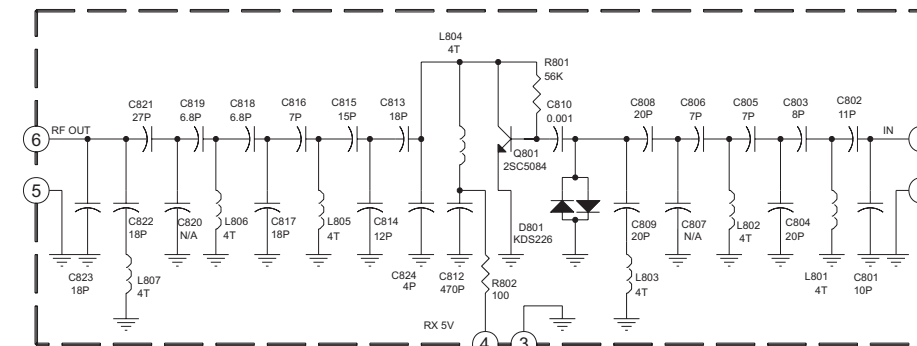 L804
4T
R801
56K
C821
27P
C819
6.8P
C818
6.8P
C816
7P
C815
15P
C813
18P
C810
0.001
C808
20P
C806
7P
C805
7P
C803
8P
C802
11P
6
RF OUT
IN
Q801
2SC5084
5
C822
18P
C820
N/A
L806
4T
C817
18P
L805
4T
C814
12P
D801
KDS226
C809
20P
C807
N/A
L802
4T
C804
20P
C823
18P
L807
4T
C824
4P
C812
470P
R802
100
L803
4T
L801
4T
C801
10P
RX 5V
4
3